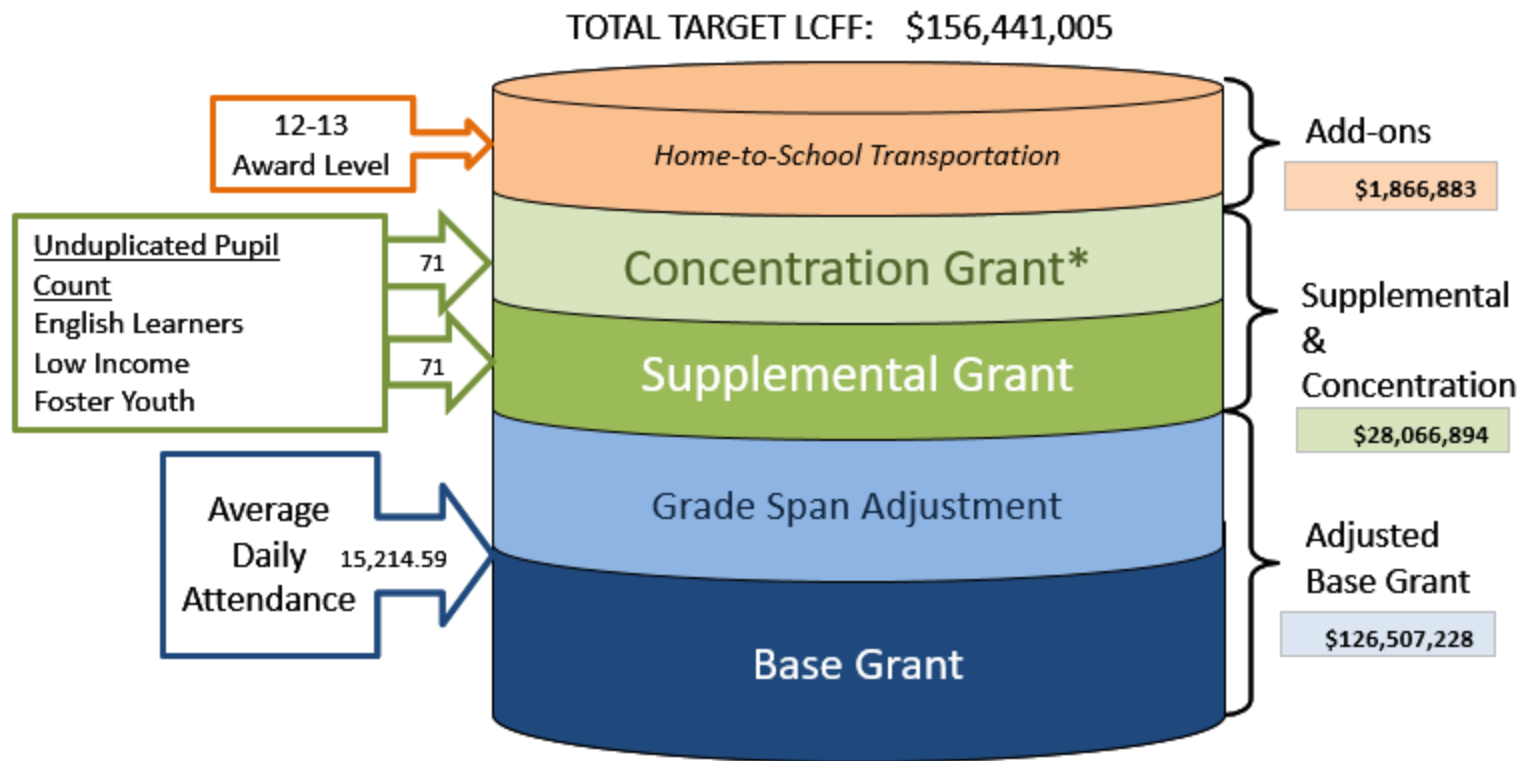 TOTAL TARGET LCFF: $156,441,005
12-13
Award Level
Home-to-School Transportation
Add-ons
$1,866,883
Unduplicated Pupil
Count
English Learners
Low Income
Foster Youth
71
71
Concentration Grant*
Supplemental Grant
Supplemental
&
Concentration
$28,066,894
Average
Daily
Attendance
15,214.59
Grade Span Adjustment
Base Grant
Adjusted
Base Grant
$126,507,228